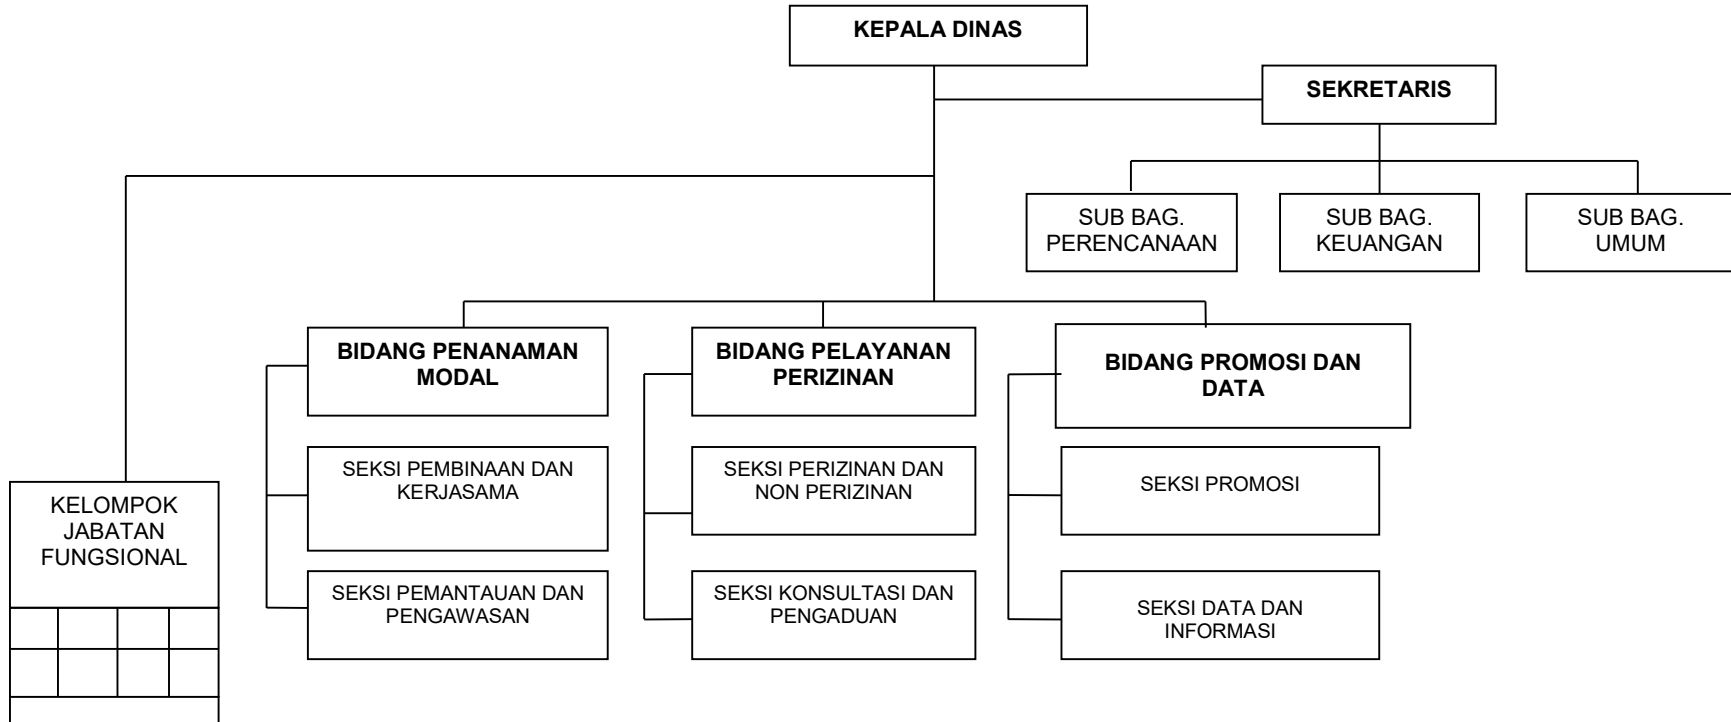 KEPALA DINAS
SEKRETARIS
SUB BAG.
PERENCANAAN
SUB BAG.
KEUANGAN
SUB BAG.
UMUM
BIDANG PENANAMAN
MODAL
BIDANG PELAYANAN
PERIZINAN
BIDANG PROMOSI DAN
DATA
SEKSI PEMBINAAN DAN
KERJASAMA
SEKSI PERIZINAN DAN
NON PERIZINAN
SEKSI PROMOSI
KELOMPOK
JABATAN
FUNGSIONAL
SEKSI PEMANTAUAN DAN
PENGAWASAN
SEKSI KONSULTASI DAN
PENGADUAN
SEKSI DATA DAN
INFORMASI